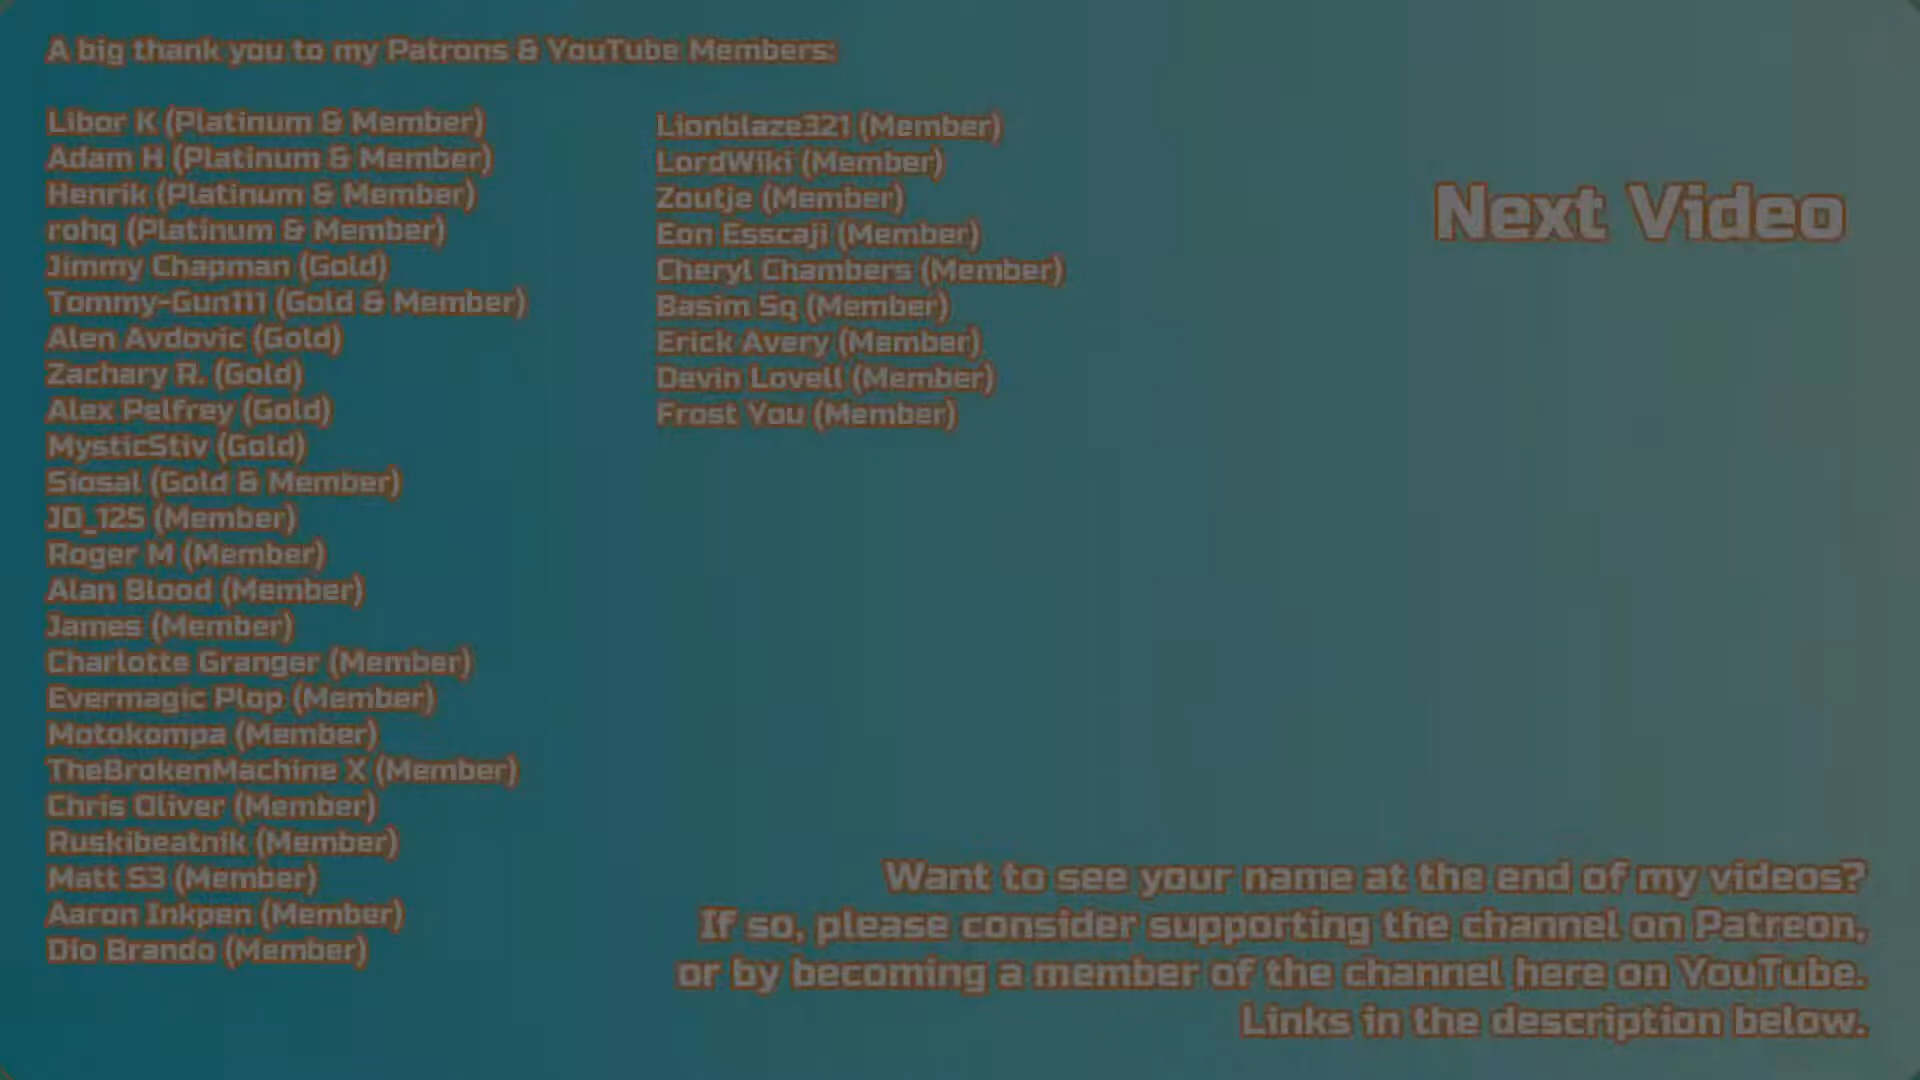 A big thank you to my Patrons & YouTube Members:
Libor K (Platinum & Member)
Adam H (Platinum & Member)
Henrik (Platinum & Member)
rohq (Platinum & Member)
Jimmy Chapman (Gold)
Tommy-Gun111 (Gold & Member)
Alen Avdovic (Gold)
Zachary R. (Gold)
Alex Pelfrey (Gold)
MysticStiv (Gold)
Siosal (Gold & Member)
JD_125 (Member)
Roger M (Member)
Alan Blood (Member)
James (Member)
Charlotte Granger (Member)
Evermagic Plop (Member)
Motokompa (Member)
TheBrokenMachine X (Member)
Chris Oliver (Member)
Ruskibeatnik (Member)
Matt S3 (Member)
Aaron Inkpen (Member)
Dio Brando (Member)
Lionblaze321 (Member)
LordWiki (Member)
Zoutje (Member)
Eon Esscaji (Member)
Cheryl Chambers (Member)
Basim Sq (Member)
Erick Avery (Member)
Devin Lovell (Member)
Frost You (Member)
Next Video
Want to see your name at the end of my videos?
If so, please consider supporting the channel on Patreon,
or by becoming a member of the channel here on YouTube.
Links in the description below.